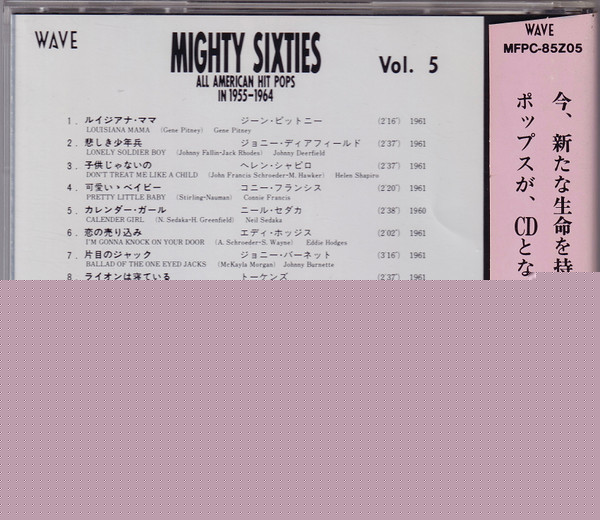 WAVE
MIGHTY SIXTIES
Vol. 5
ALL AMERICAN HIT POPS
IN 1955-1964
1. ルイジアナ・ママ ジーン・ピットニー (2'16") 1961
LOUISIANA MAMA (Gene Pitney) Gene Pitney
2. 悲しき少年兵 ジョニー・ディアフィールド (2'37") 1961
LONELY SOLDIER BOY (Johnny Fallin-Jack Rhodes) Johnny Deerfield
3. 子供じゃないの ヘレン・シャピロ (2'37") 1961
DON'T TREAT ME LIKE A CHILD (John Francis Schroeder-M. Hawker) Helen Shapiro
4. 可愛いゝベイビー コニー・フランシス (2'20") 1961
PRETTY LITTLE BABY (Stirling-Nauman) Connie Francis
5. カレンダー・ガール ニール・セダカ (2'38") 1960
CALENDER GIRL (N. Sedaka-H. Greenfield) Neil Sedaka
6. 恋の売り込み エディ・ホッジス (2'02") 1961
I'M GONNA KNOCK ON YOUR DOOR (A. Schroeder-S. Wayne) Eddie Hodges
7. 片目のジャック ジョニー・バーネット (3'16") 1961
BALLAD OF THE ONE EYED JACKS (McKayla Morgan) Johnny Burnette
8. ライオンは寝ている トーケンズ (2'37") 1961
WAVE
MFPC-85Z05
今、新たな生命を持
ポップスが、CDとな